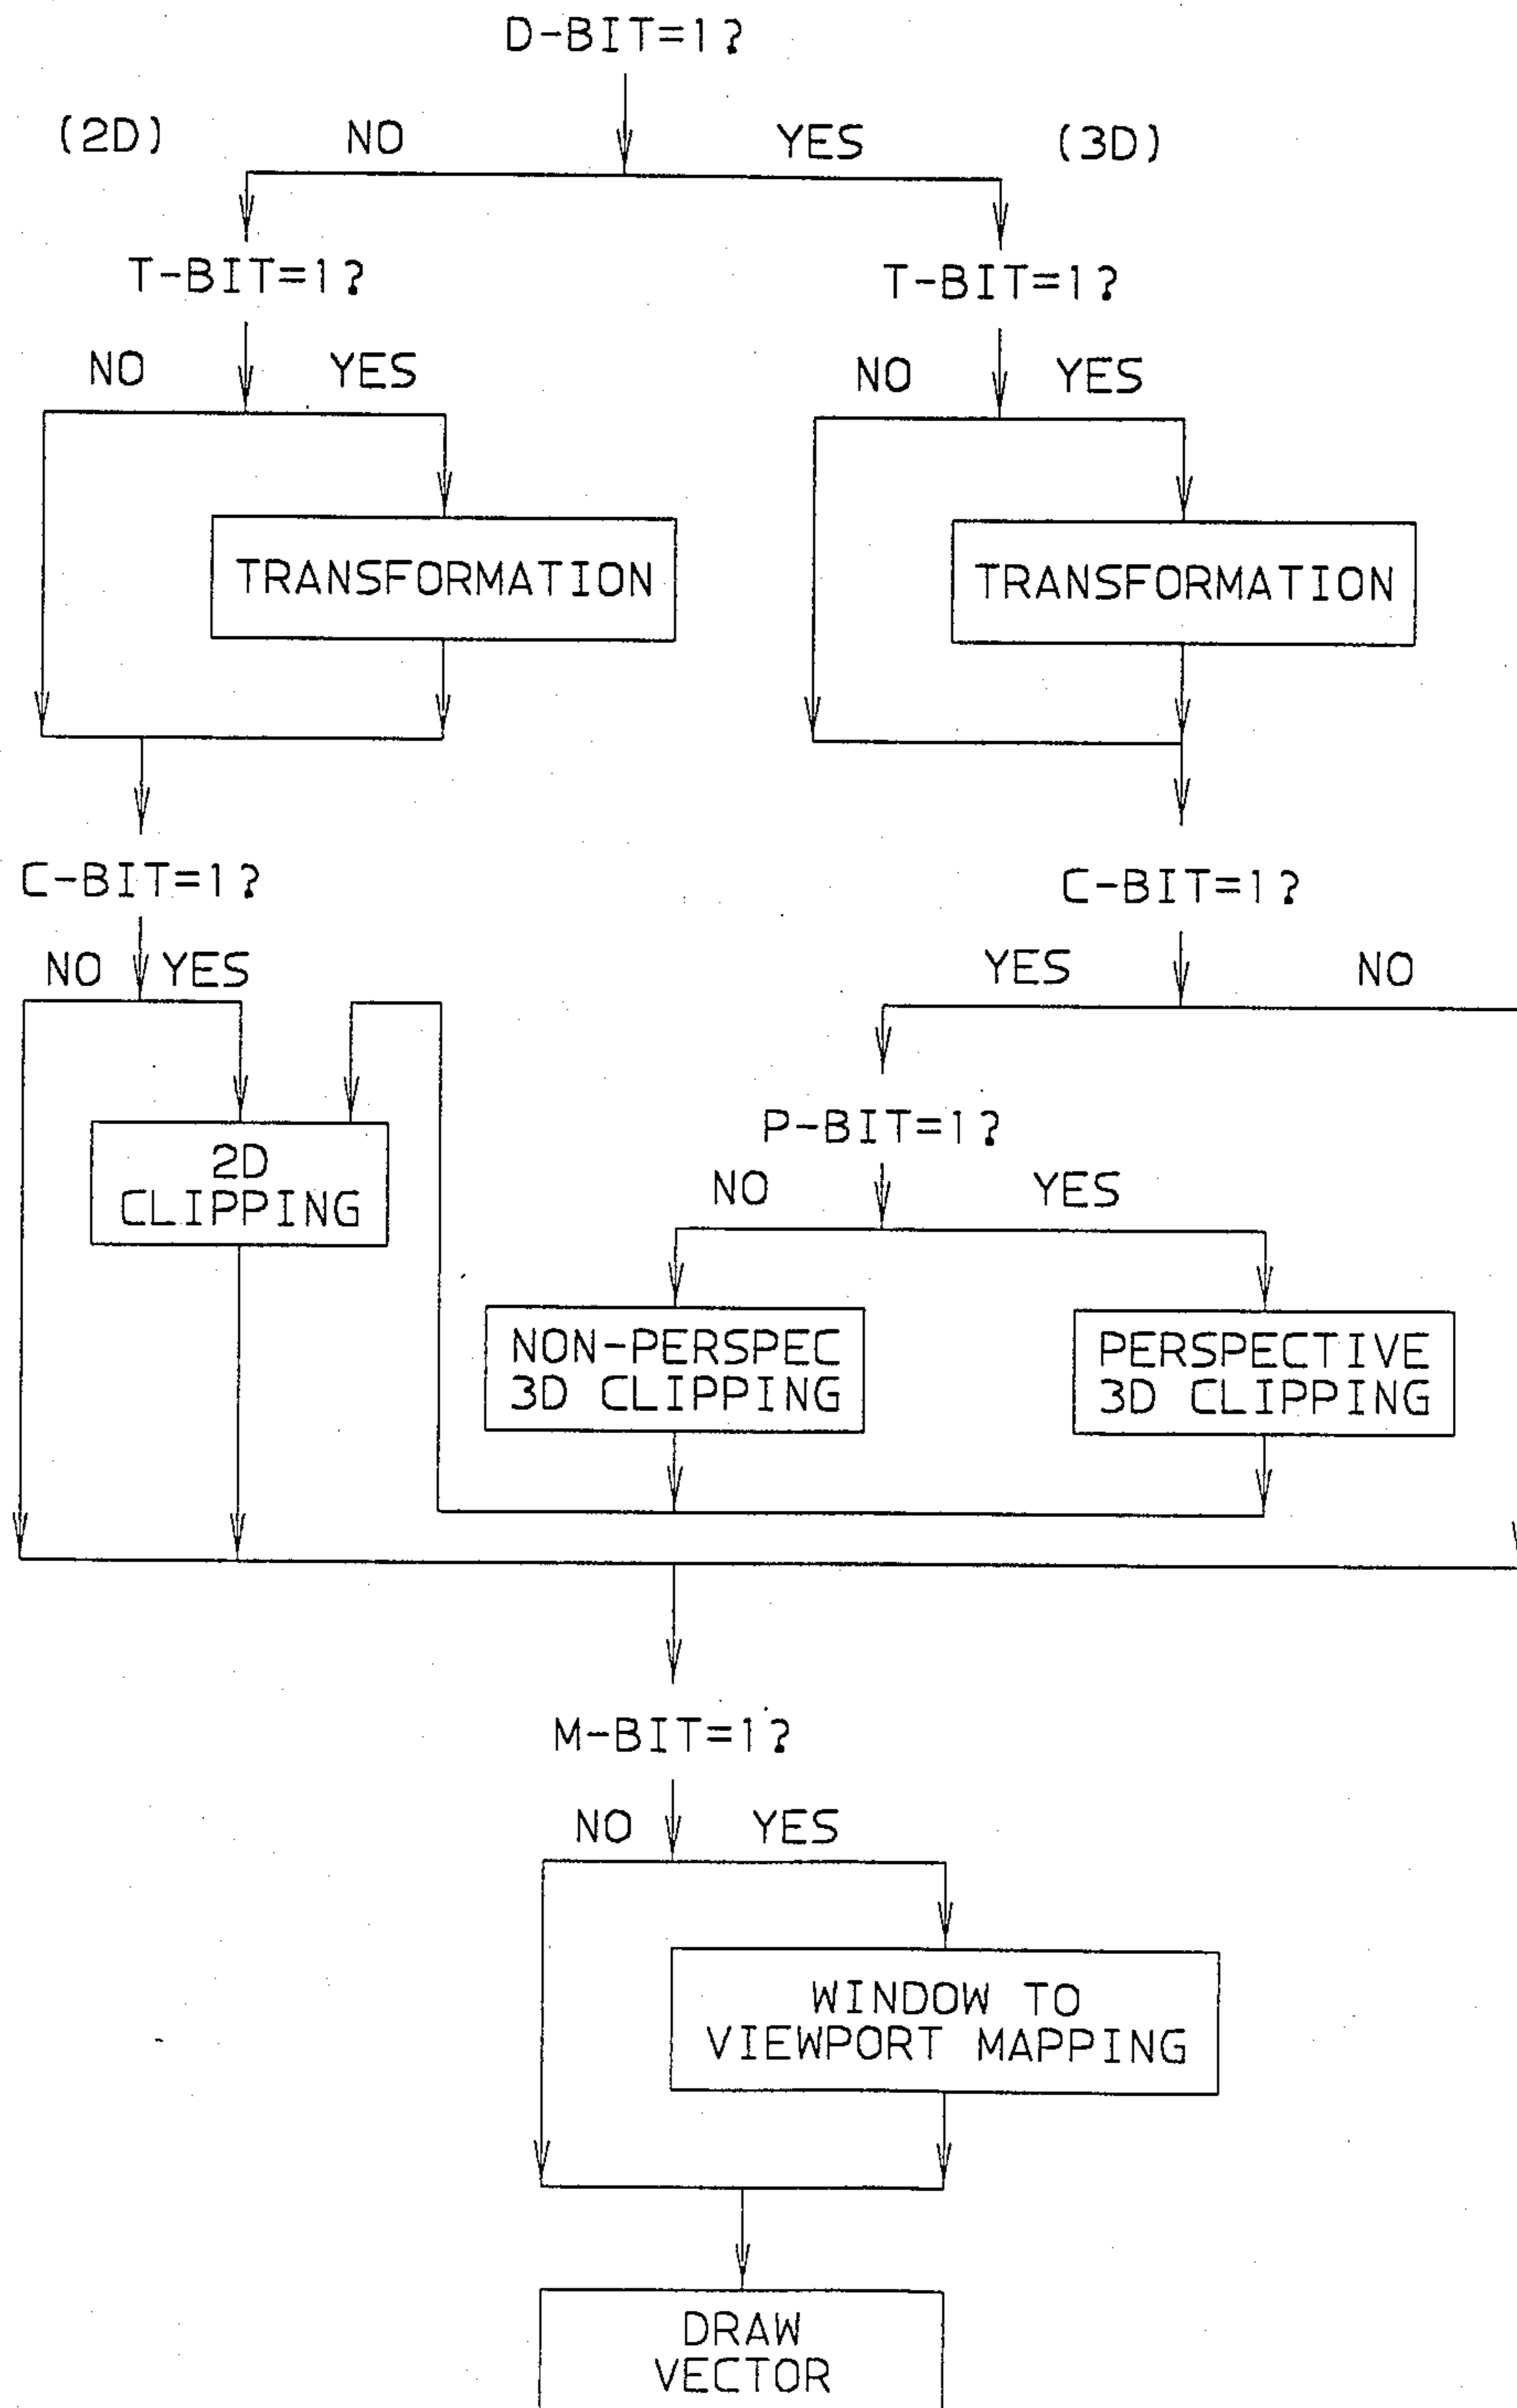 D-BIT=1?
(2D) NO YES (3D)
T-BIT=1? T-BIT=1?
NO YES NO YES
TRANSFORMATION TRANSFORMATION
C-BIT=1? C-BIT=1?
NO YES YES NO
P-BIT=1?
2D
CLIPPING
NO YES
NON-PERSPEC
3D CLIPPING
PERSPECTIVE
3D CLIPPING
M-BIT=1?
NO YES
WINDOW TO
VIEWPORT MAPPING
DRAW
VECTOR